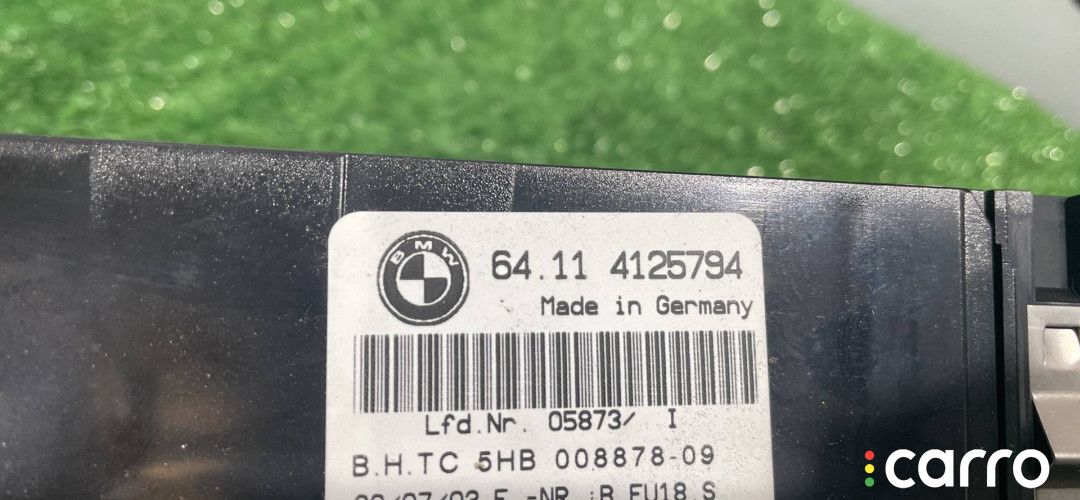 BMW
64.11 4125794
Made in Germany
Lfd.Nr. 05873/ I
B.H.TC 5HB 008878-09
carro